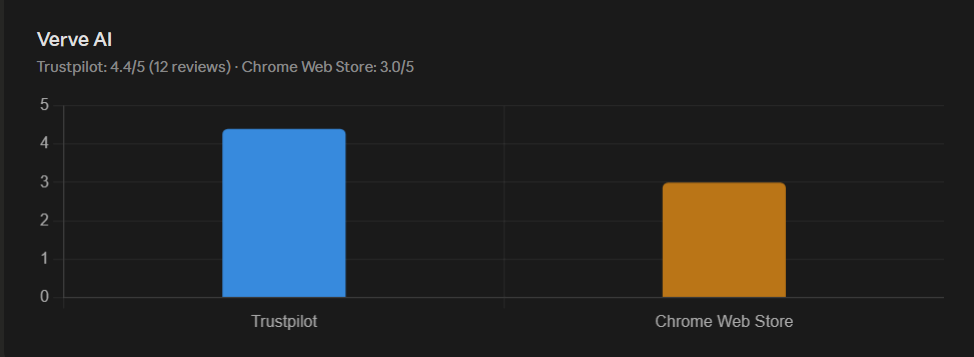 Verve AI
Trustpilot: 4.4/5 (12 reviews) · Chrome Web Store: 3.0/5
5
4
3
2
1
0
Trustpilot
Chrome Web Store